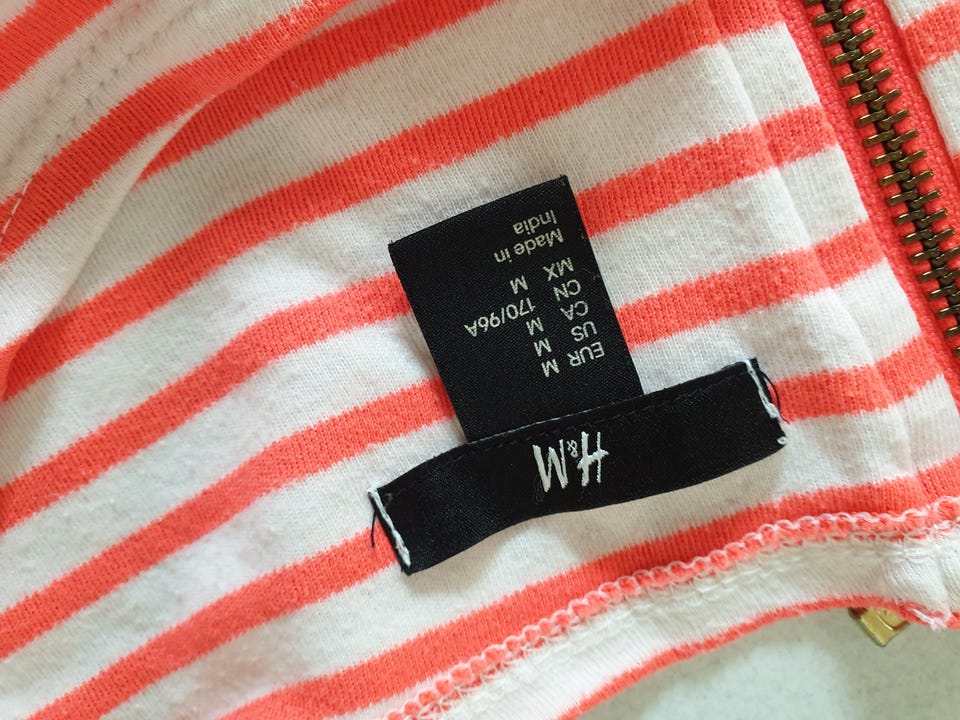 H&M
EUR M
US M
CA M
CN 170/96A
MX M
Made in
India